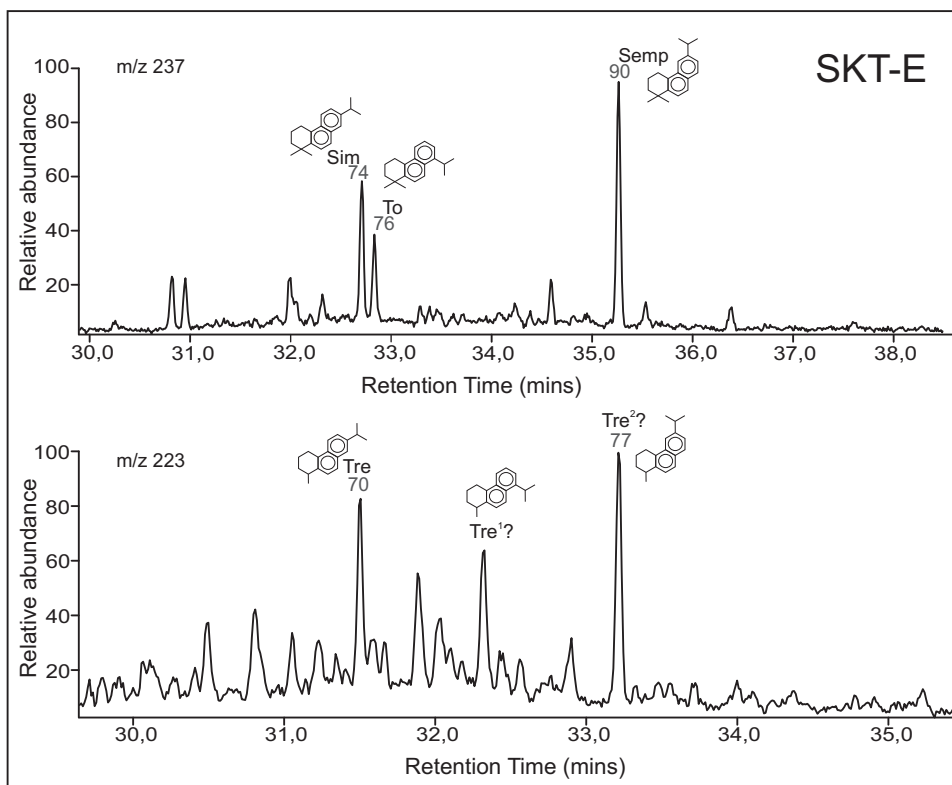 SKT-E
m/z 237
Relative abundance
100
80
60
40
20
Sim
74
To
76
Semp
90
30,0 31,0 32,0 33,0 34,0 35,0 36,0 37,0 38,0
Retention Time (mins)
m/z 223
Relative abundance
100
80
60
40
20
Tre
70
Tre¹?
Tre²?
77
30,0 31,0 32,0 33,0 34,0 35,0
Retention Time (mins)